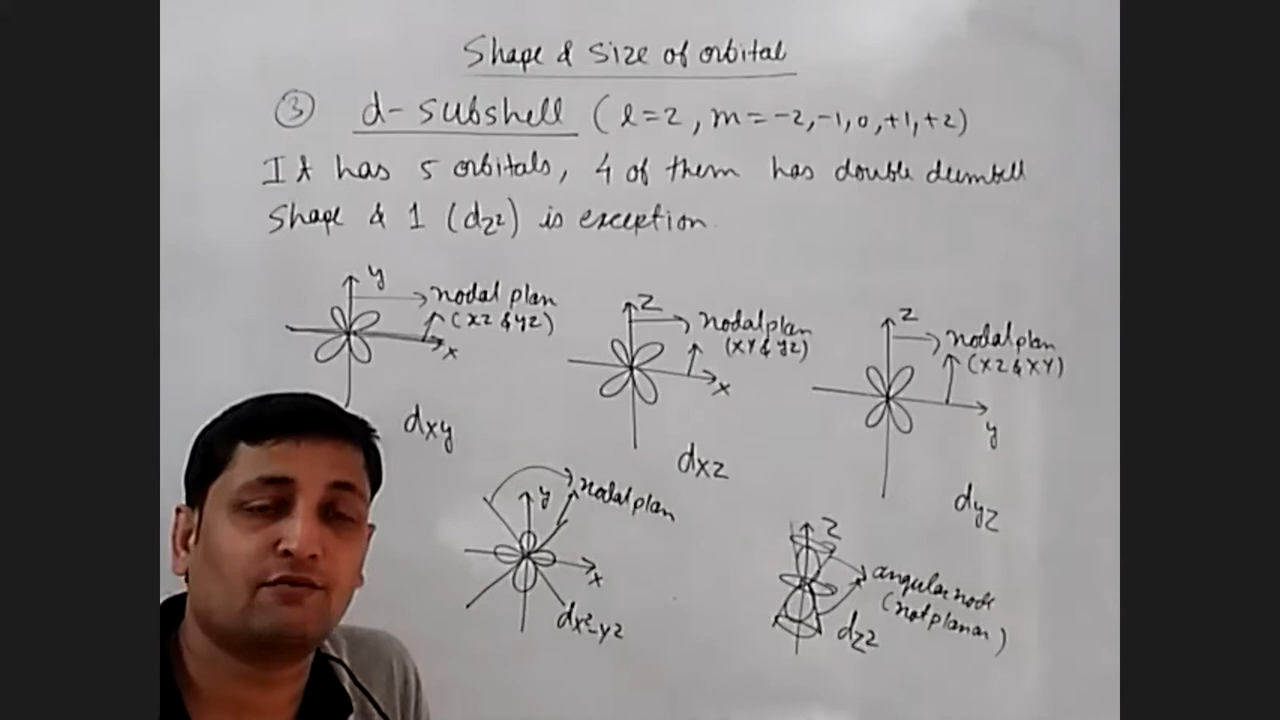 Shape & Size of orbital
③ d-subshell (l=2, m=-2,-1,0,+1,+2)
It has 5 orbitals, 4 of them has double dumbell
Shape & 1 (dz²) is exception.
y
nodal plan
(xz & yz)
x
dxy
z
nodal plan
(xy & yz)
x
dxz
z
nodal plan
(xz & xy)
y
dyz
y
nodal plan
x
dx²-y²
z
angular node
(not planar)
dz²